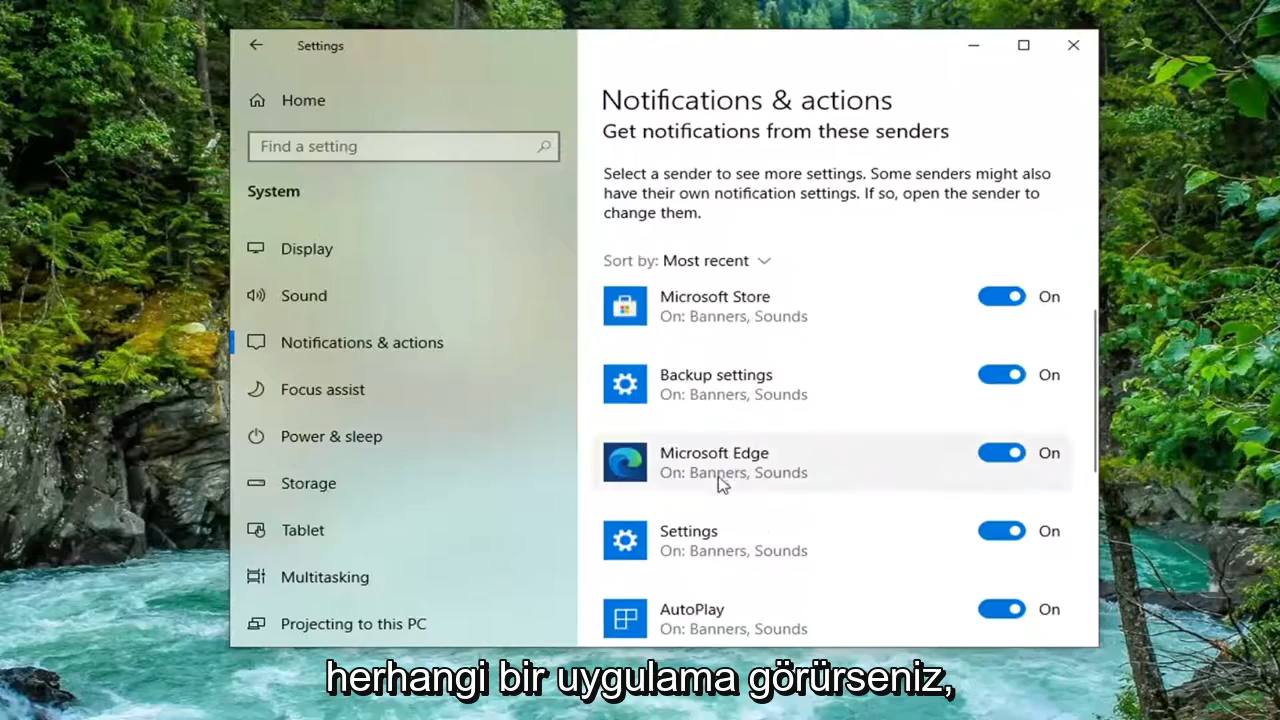 Settings
Home
Find a setting
System
Display
Sound
Notifications & actions
Focus assist
Power & sleep
Storage
Tablet
Multitasking
Projecting to this PC
Notifications & actions
Get notifications from these senders
Select a sender to see more settings. Some senders might also
have their own notification settings. If so, open the sender to
change them.
Sort by: Most recent
Microsoft Store
On: Banners, Sounds
On
Backup settings
On: Banners, Sounds
On
Microsoft Edge
On: Banners, Sounds
On
Settings
On: Banners, Sounds
On
AutoPlay
On: Banners, Sounds
On
herhangi bir uygulama görürseniz,